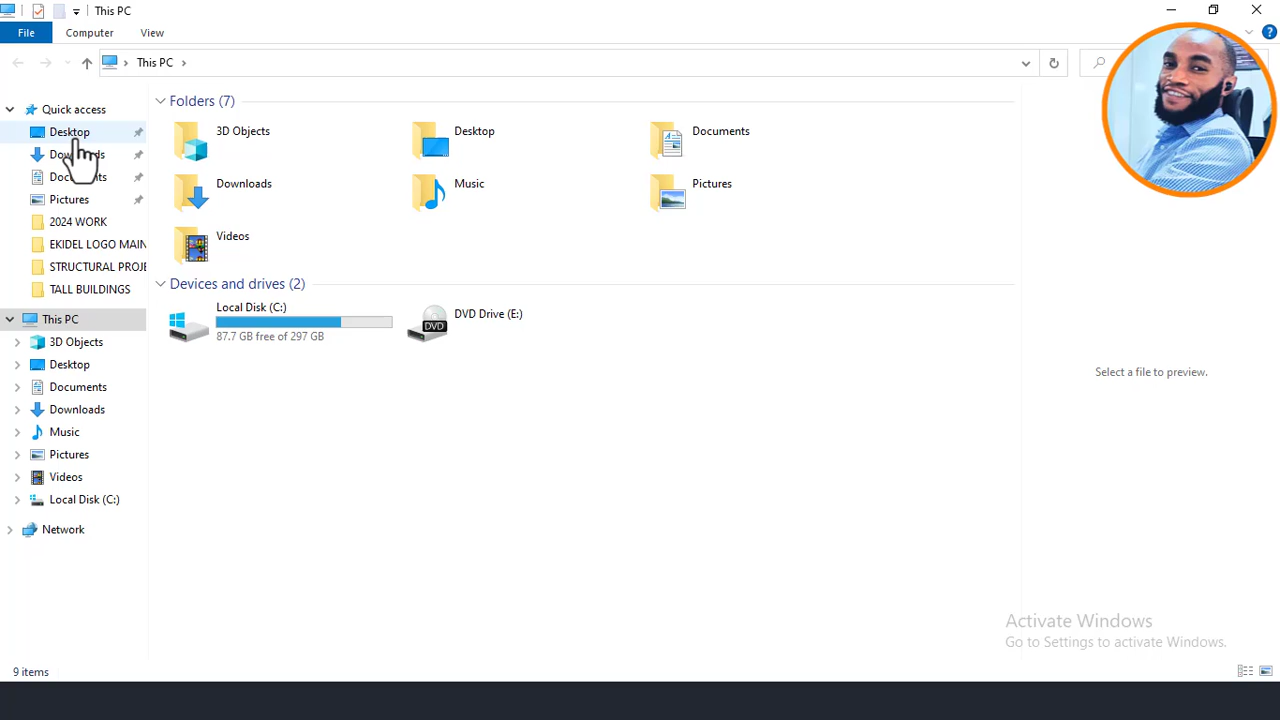 This PC
File
Computer
View
This PC
Quick access
Desktop
Downloads
Documents
Pictures
2024 WORK
EKIDEL LOGO MAIN
STRUCTURAL PROJE
TALL BUILDINGS
This PC
3D Objects
Desktop
Documents
Downloads
Music
Pictures
Videos
Local Disk (C:)
Network
Folders (7)
3D Objects
Desktop
Documents
Downloads
Music
Pictures
Videos
Devices and drives (2)
Local Disk (C:)
87.7 GB free of 297 GB
DVD
DVD Drive (E:)
Select a file to preview.
Activate Windows
Go to Settings to activate Windows.
9 items